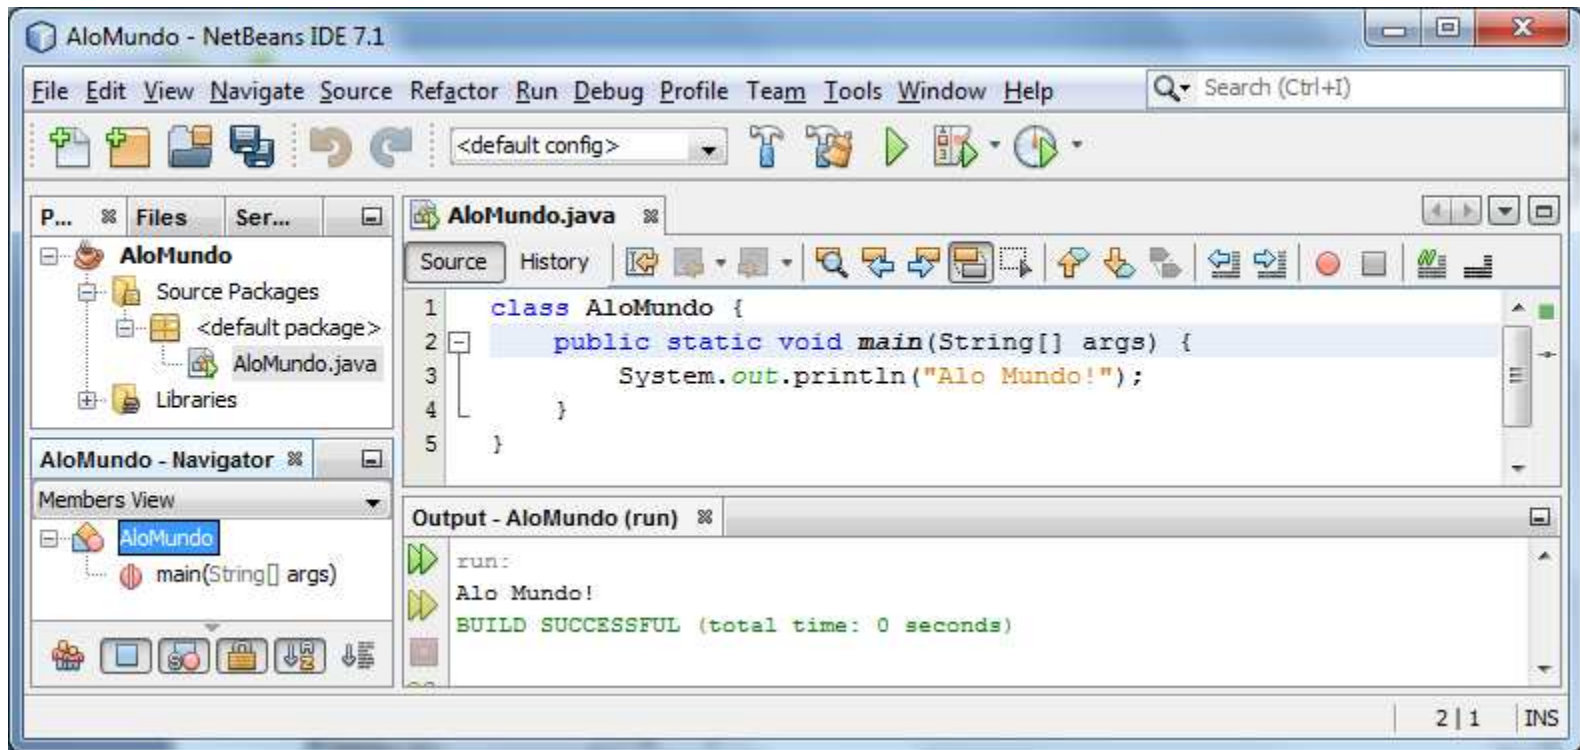 AloMundo - NetBeans IDE 7.1
File Edit View Navigate Source Refactor Run Debug Profile Team Tools Window Help
Search (Ctrl+I)
<default config>
P... Files Ser...
AloMundo
Source Packages
<default package>
AloMundo.java
Libraries
AloMundo - Navigator
Members View
AloMundo
main(String[] args)
AloMundo.java
Source History
1 class AloMundo {
2 public static void main(String[] args) {
3 System.out.println("Alo Mundo!");
4 }
5 }
Output - AloMundo (run)
run:
Alo Mundo!
BUILD SUCCESSFUL (total time: 0 seconds)
2 | 1 INS